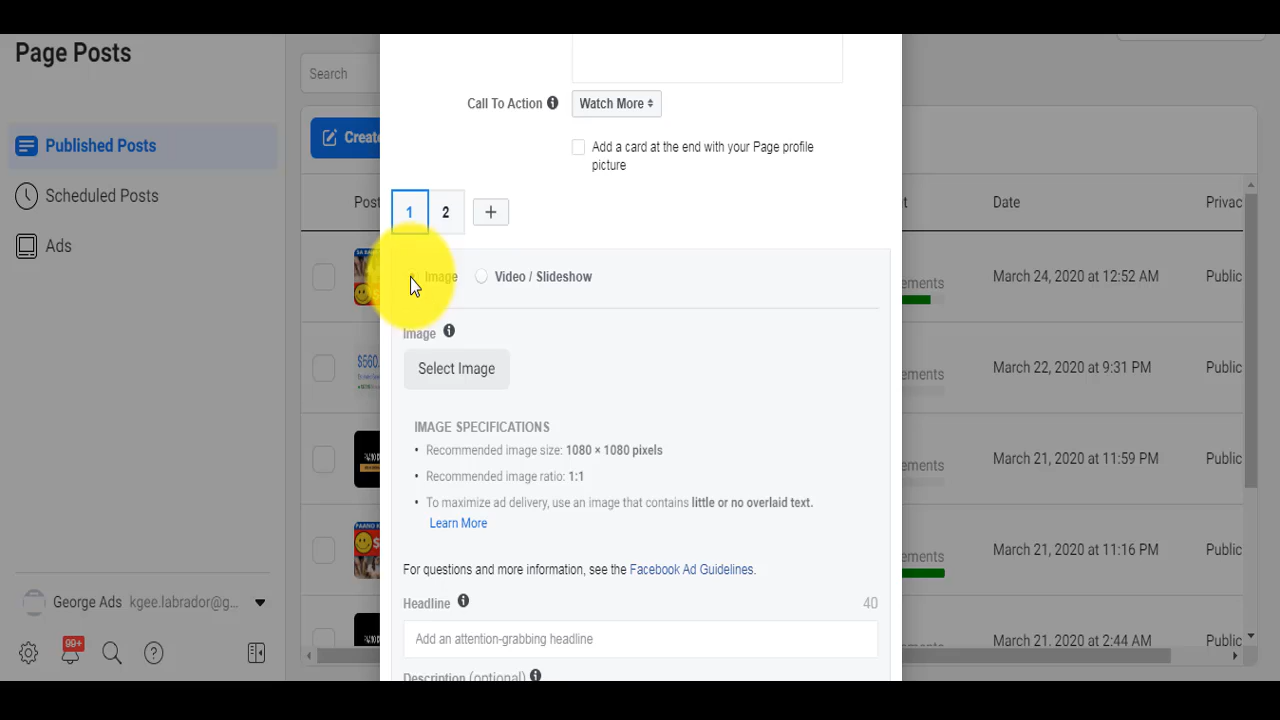 Page Posts
Published Posts
Scheduled Posts
Ads
George Ads kgee.labrador@g...
99+
Search
Create
Post
Date
Privac
$560.
March 24, 2020 at 12:52 AM
Public
ements
March 22, 2020 at 9:31 PM
Public
ements
March 21, 2020 at 11:59 PM
Public
ements
March 21, 2020 at 11:16 PM
Public
March 21, 2020 at 2:44 AM
Public
Call To Action
Watch More
Add a card at the end with your Page profile
picture
1 2 +
Image Video / Slideshow
Image
Select Image
IMAGE SPECIFICATIONS
• Recommended image size: 1080 × 1080 pixels
• Recommended image ratio: 1:1
• To maximize ad delivery, use an image that contains little or no overlaid text.
Learn More
For questions and more information, see the Facebook Ad Guidelines.
Headline 40
Add an attention-grabbing headline
Description (optional)